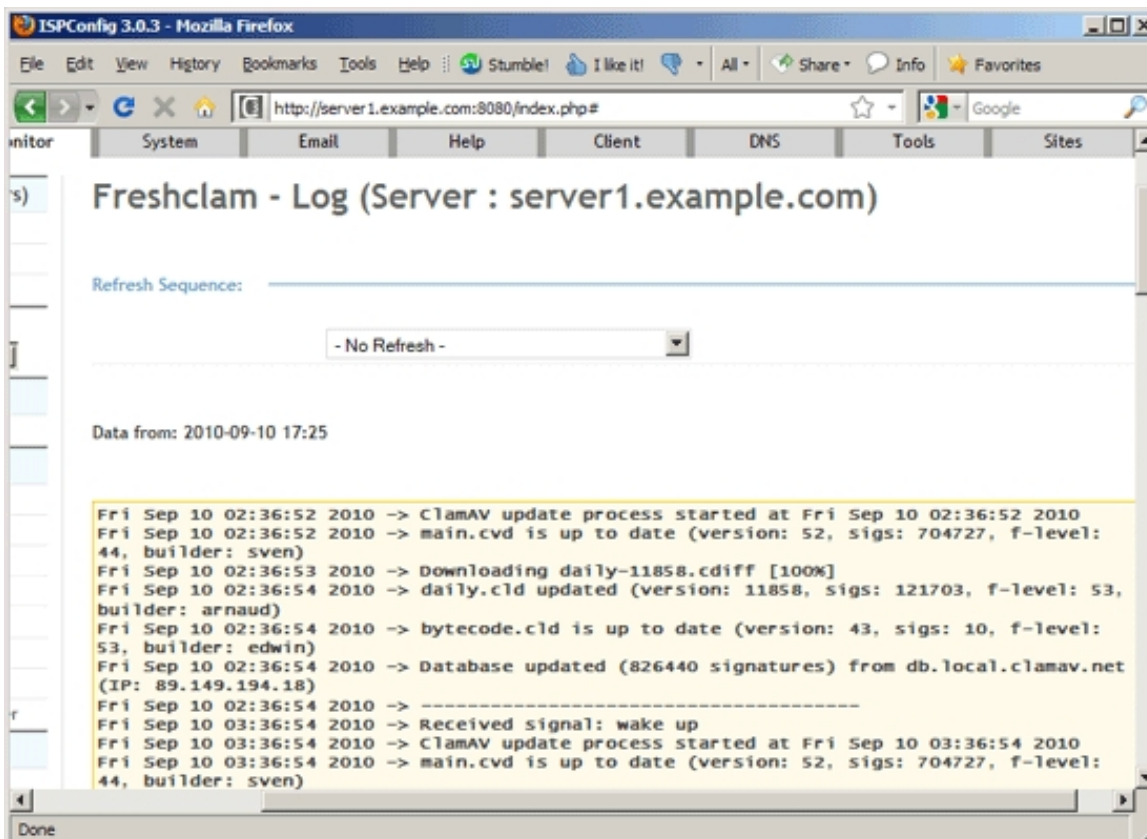 ISPConfig 3.0.3 - Mozilla Firefox
File Edit View History Bookmarks Tools Help Stumble! I like it! All Share Info Favorites
http://server1.example.com:8080/index.php# Google
onitor System Email Help Client DNS Tools Sites
s)
Freshclam - Log (Server : server1.example.com)
Refresh Sequence:
- No Refresh -
Data from: 2010-09-10 17:25
Fri Sep 10 02:36:52 2010 -> ClamAV update process started at Fri Sep 10 02:36:52 2010
Fri Sep 10 02:36:52 2010 -> main.cvd is up to date (version: 52, sigs: 704727, f-level:
44, builder: sven)
Fri Sep 10 02:36:53 2010 -> Downloading daily-11858.cdiff [100%]
Fri Sep 10 02:36:54 2010 -> daily.cld updated (version: 11858, sigs: 121703, f-level: 53,
builder: arnaud)
Fri Sep 10 02:36:54 2010 -> bytecode.cld is up to date (version: 43, sigs: 10, f-level:
53, builder: edwin)
Fri Sep 10 02:36:54 2010 -> Database updated (826440 signatures) from db.local.clamav.net
(IP: 89.149.194.18)
Fri Sep 10 02:36:54 2010 -> --------------------------------------
r
Fri Sep 10 03:36:54 2010 -> Received signal: wake up
Fri Sep 10 03:36:54 2010 -> ClamAV update process started at Fri Sep 10 03:36:54 2010
Fri Sep 10 03:36:54 2010 -> main.cvd is up to date (version: 52, sigs: 704727, f-level:
44, builder: sven)
Done